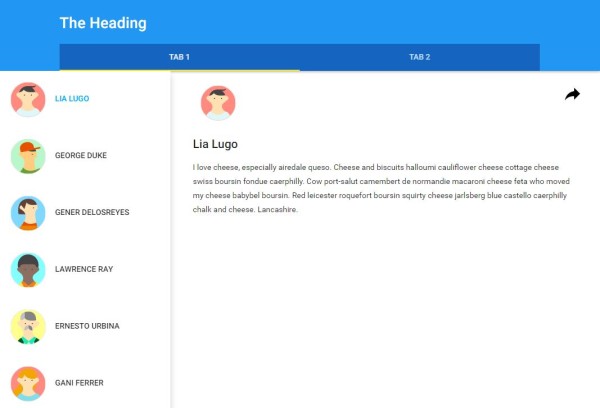 The Heading
TAB 1
TAB 2
LIA LUGO
GEORGE DUKE
GENER DELOSREYES
LAWRENCE RAY
ERNESTO URBINA
GANI FERRER
Lia Lugo
I love cheese, especially airedale queso. Cheese and biscuits halloumi cauliflower cheese cottage cheese
swiss boursin fondue caerphilly. Cow port-salut camembert de normandie macaroni cheese feta who moved
my cheese babybel boursin. Red leicester roquefort boursin squirty cheese jarlsberg blue castello caerphilly
chalk and cheese. Lancashire.